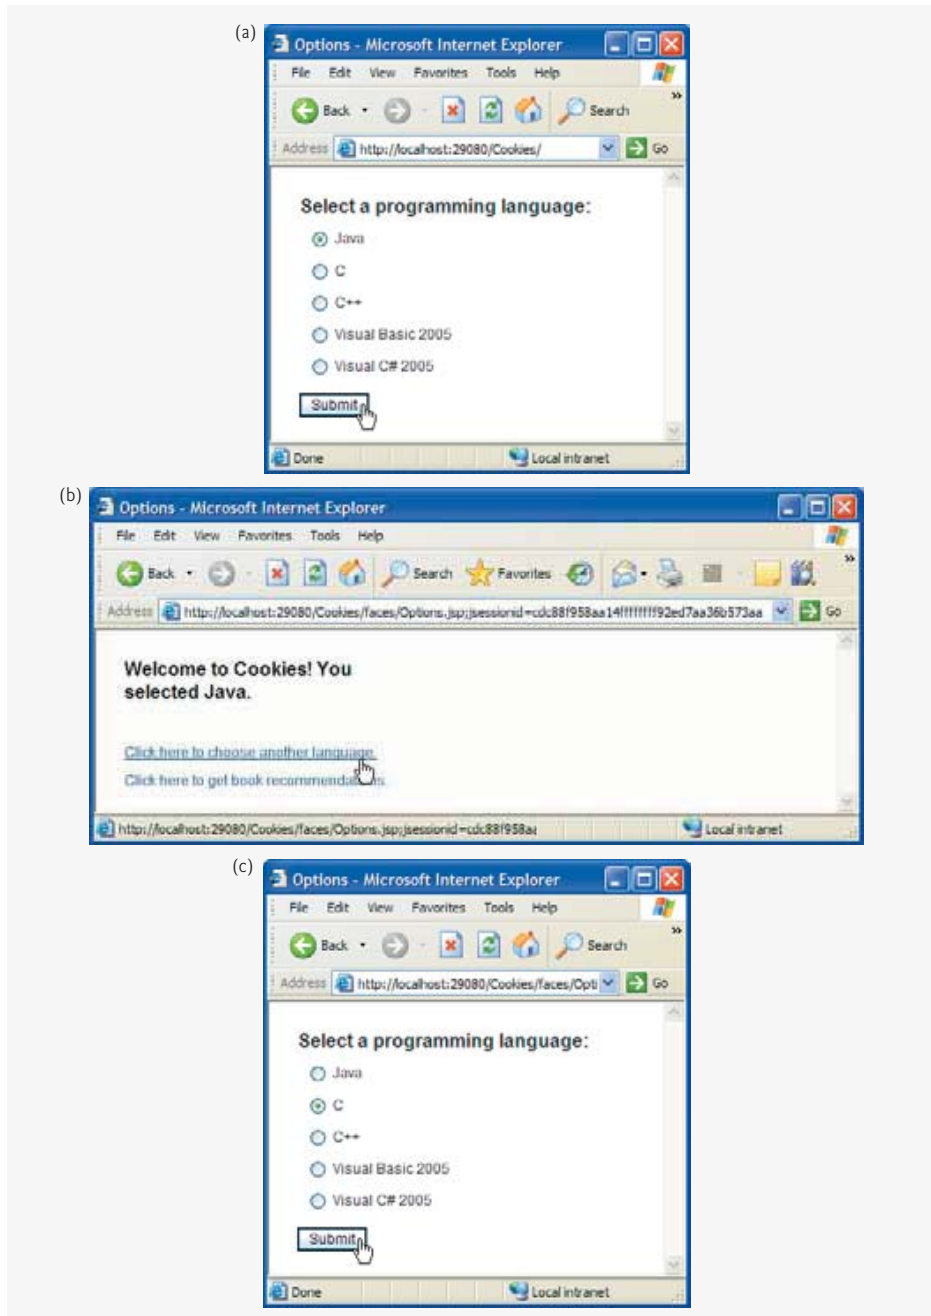 (a)
Options - Microsoft Internet Explorer
File Edit View Favorites Tools Help
Back Search »
Address http://localhost:29080/Cookies/ Go
Select a programming language:
Java
C
C++
Visual Basic 2005
Visual C# 2005
Submit
Done Local intranet
(b)
Options - Microsoft Internet Explorer
File Edit View Favorites Tools Help
Back Search Favorites »
Address http://localhost:29080/Cookies/faces/Options.jsp;jsessionid=cdc88f958aa14ffffffff92ed7aa36b573aa Go
Welcome to Cookies! You
selected Java.
Click here to choose another language.
Click here to get book
http://localhost:29080/Cookies/faces/Options.jsp;jsessionid=cdc88f958aa Local intranet
(c)
Options - Microsoft Internet Explorer
File Edit View Favorites Tools Help
Back Search »
Address http://localhost:29080/Cookies/faces/Opti Go
Select a programming language:
Java
C
C++
Visual Basic 2005
Visual C# 2005
Submit
Done Local intranet